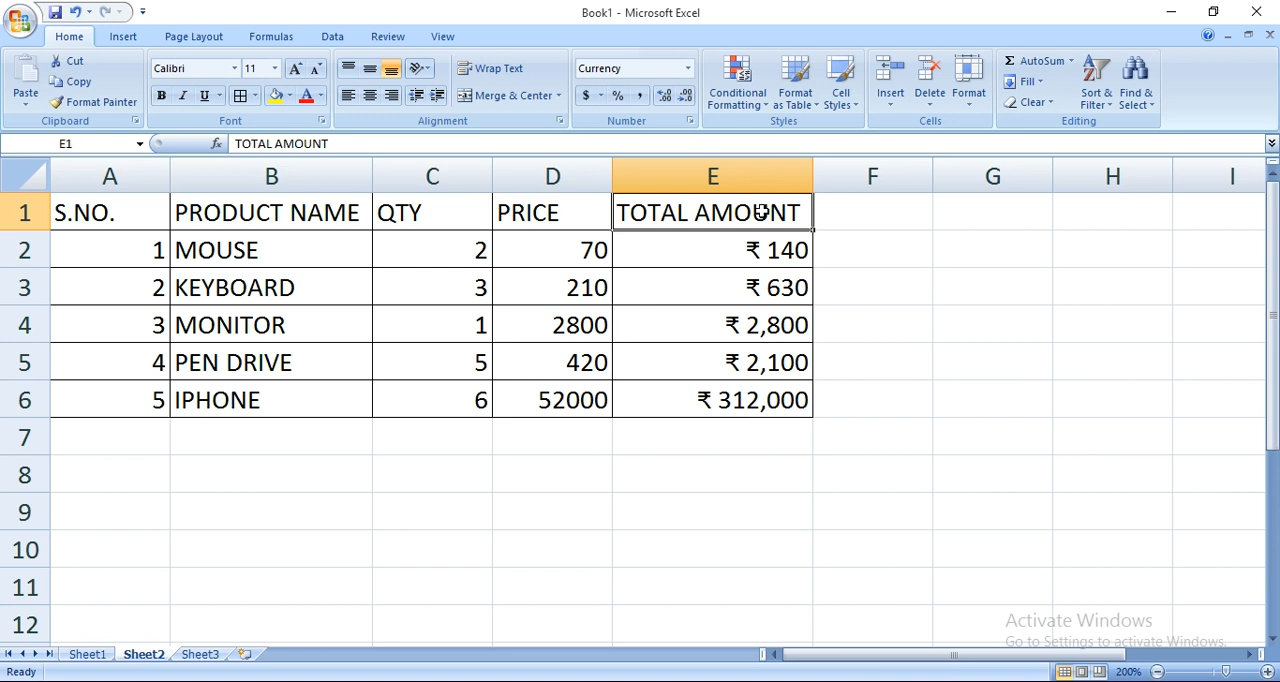 Book1 - Microsoft Excel
Home Insert Page Layout Formulas Data Review View
Paste Cut Copy Format Painter Clipboard
Calibri 11 B I U A Font
Wrap Text Merge & Center Alignment
Currency $ % , .0 .00 .00 .0 Number
Conditional Formatting Format as Table Cell Styles Styles
Insert Delete Format Cells
Σ AutoSum Fill Clear Sort & Filter Find & Select Editing
E1 fx TOTAL AMOUNT
A B C D E F G H I
1 S.NO. PRODUCT NAME QTY PRICE TOTAL AMOUNT
2 1 MOUSE 2 70 ₹ 140
3 2 KEYBOARD 3 210 ₹ 630
4 3 MONITOR 1 2800 ₹ 2,800
5 4 PEN DRIVE 5 420 ₹ 2,100
6 5 IPHONE 6 52000 ₹ 312,000
7
8
9
10
11
12
Activate Windows
Go to Settings to activate Windows.
Sheet1 Sheet2 Sheet3
Ready 200%